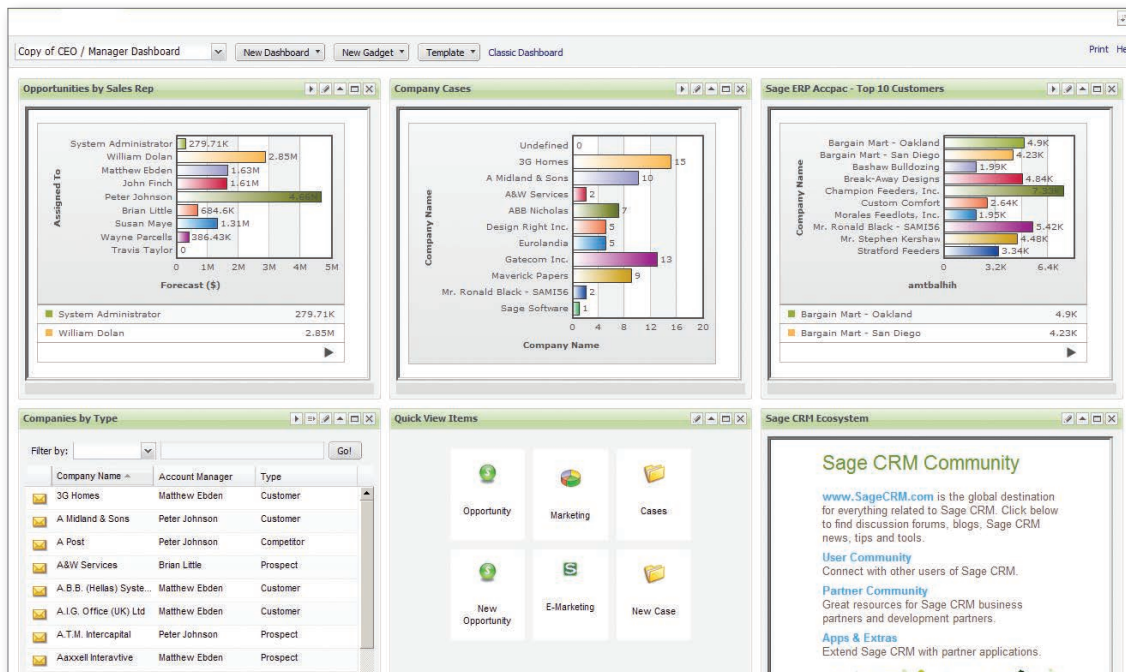 Copy of CEO / Manager Dashboard New Dashboard New Gadget Template Classic Dashboard Print
Opportunities by Sales Rep
Assigned To
System Administrator 279.71K
William Dolan 2.85M
Matthew Ebden 1.63M
John Finch 1.61M
Peter Johnson 4.66M
Brian Little 684.6K
Susan Maye 1.31M
Wayne Parcells 386.43K
Travis Taylor 0
0 1M 2M 3M 4M 5M
Forecast ($)
System Administrator 279.71K
William Dolan 2.85M
Company Cases
Company Name
Undefined 0
3G Homes 15
A Midland & Sons 10
A&W Services 2
ABB Nicholas 7
Design Right Inc. 5
Eurolandia 5
Gatecom Inc. 13
Maverick Papers 9
Mr. Ronald Black - SAMI56 2
Sage Software 1
0 4 8 12 16 20
Company Name
Sage ERP Accpac - Top 10 Customers
Company Name
Bargain Mart - Oakland 4.9K
Bargain Mart - San Diego 4.23K
Bashaw Bulldozing 1.99K
Break-Away Designs 4.84K
Champion Feeders, Inc.
Custom Comfort 2.64K
Morales Feedlots, Inc. 1.95K
Mr. Ronald Black - SAMI56 5.42K
Mr. Stephen Kershaw 4.48K
Stratford Feeders 3.34K
0 3.2K 6.4K
amtbalhih
Bargain Mart - Oakland 4.9K
Bargain Mart - San Diego 4.23K
Companies by Type
Filter by: Go!
Company Name Account Manager Type
3G Homes Matthew Ebden Customer
A Midland & Sons Peter Johnson Customer
A Post Peter Johnson Competitor
A&W Services Brian Little Prospect
A.B.B. (Hellas) Syste... Matthew Ebden Customer
A.I.G. Office (UK) Ltd Matthew Ebden Customer
A.T.M. Intercapital Peter Johnson Prospect
Aaxxell Interavtive Matthew Ebden Prospect
Quick View Items
Opportunity Marketing Cases
New Opportunity E-Marketing New Case
Sage CRM Ecosystem
Sage CRM Community
www.SageCRM.com is the global destination
for everything related to Sage CRM. Click below
to find discussion forums, blogs, Sage CRM
news, tips and tools.
User Community
Connect with other users of Sage CRM.
Partner Community
Great resources for Sage CRM business
partners and development partners.
Apps & Extras
Extend Sage CRM with partner applications.